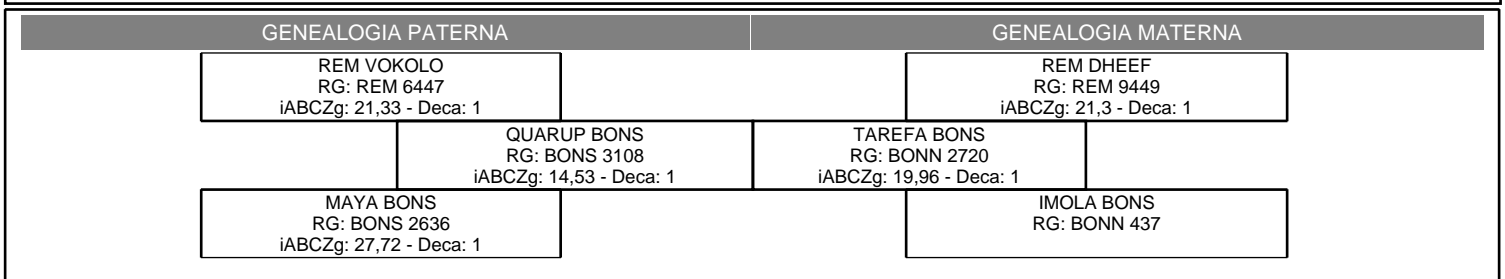 GENEALOGIA PATERNA
GENEALOGIA MATERNA
REM VOKOLO
RG: REM 6447
iABCZg: 21,33 - Deca: 1
REM DHEEF
RG: REM 9449
iABCZg: 21,3 - Deca: 1
QUARUP BONS
RG: BONS 3108
iABCZg: 14,53 - Deca: 1
TAREFA BONS
RG: BONN 2720
iABCZg: 19,96 - Deca: 1
MAYA BONS
RG: BONS 2636
iABCZg: 27,72 - Deca: 1
IMOLA BONS
RG: BONN 437